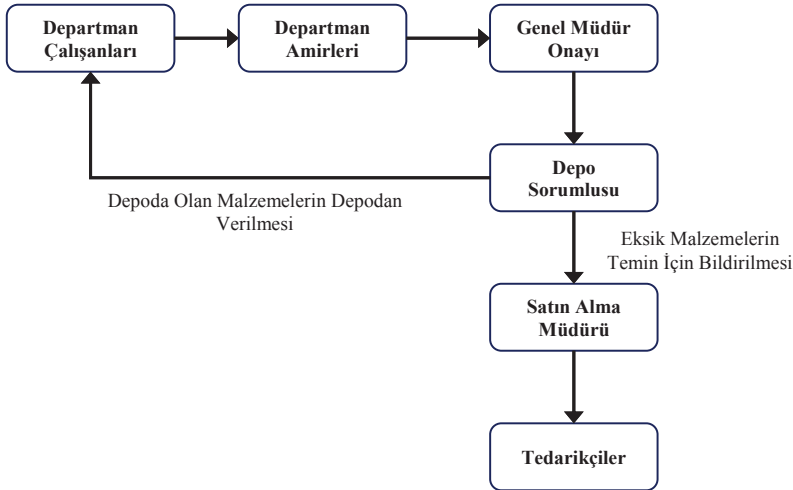 Departman
Çalışanları
Departman
Amirleri
Genel Müdür
Onayı
Depo
Sorumlusu
Depoda Olan Malzemelerin Depodan
Verilmesi
Eksik Malzemelerin
Temin İçin Bildirilmesi
Satın Alma
Müdürü
Tedarikçiler